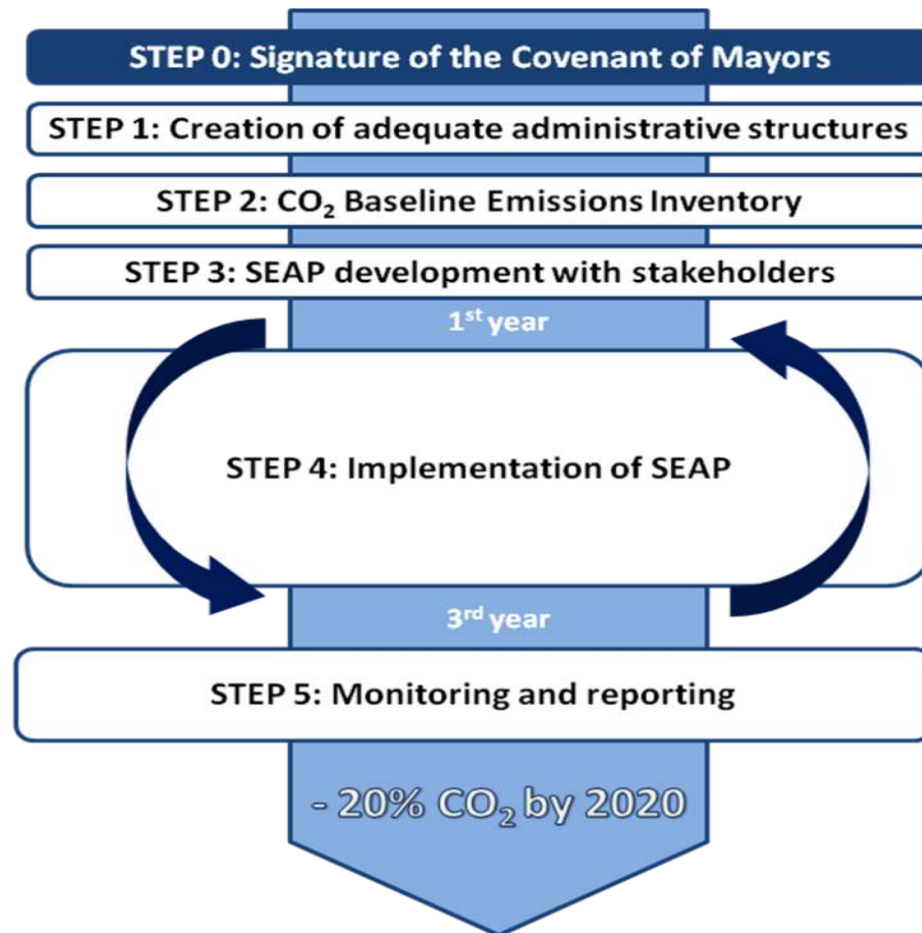 STEP 0: Signature of the Covenant of Mayors
STEP 1: Creation of adequate administrative structures
STEP 2: CO₂ Baseline Emissions Inventory
STEP 3: SEAP development with stakeholders
1st year
STEP 4: Implementation of SEAP
3rd year
STEP 5: Monitoring and reporting
- 20% CO₂ by 2020